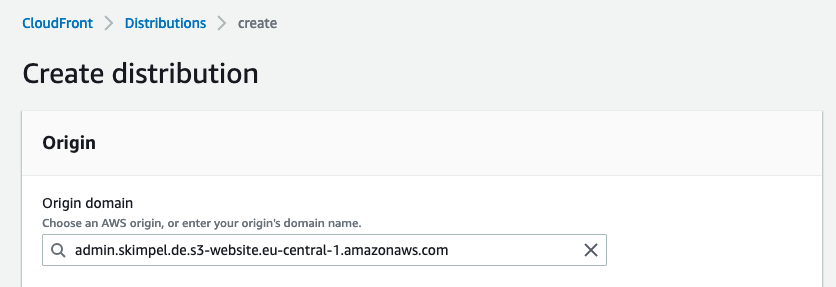 CloudFront > Distributions > create
Create distribution
Origin
Origin domain
Choose an AWS origin, or enter your origin's domain name.
admin.skimpel.de.s3-website.eu-central-1.amazonaws.com